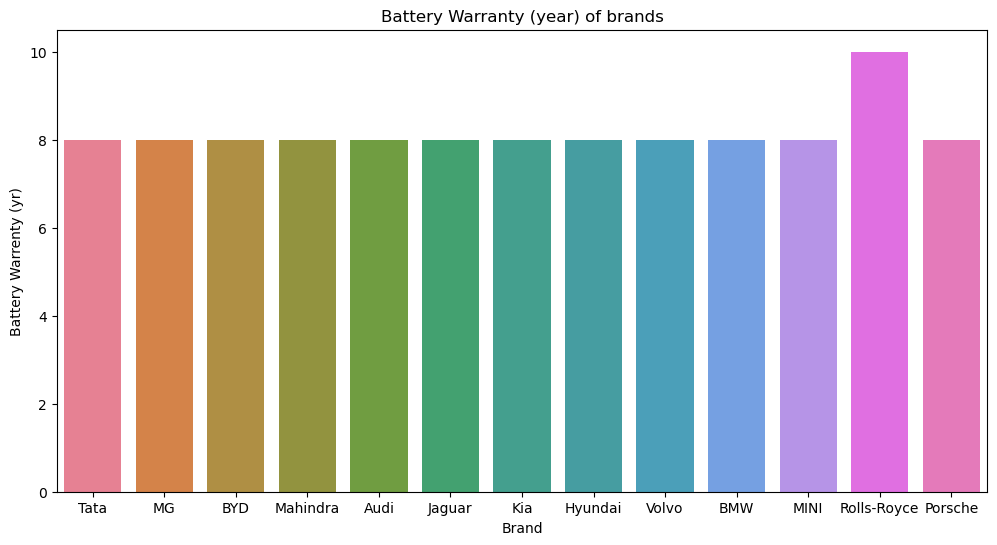 Battery Warranty (year) of brands
Battery Warrenty (yr)
10
8
6
4
2
0
Tata MG BYD Mahindra Audi Jaguar Kia Hyundai Volvo BMW MINI Rolls-Royce Porsche
Brand